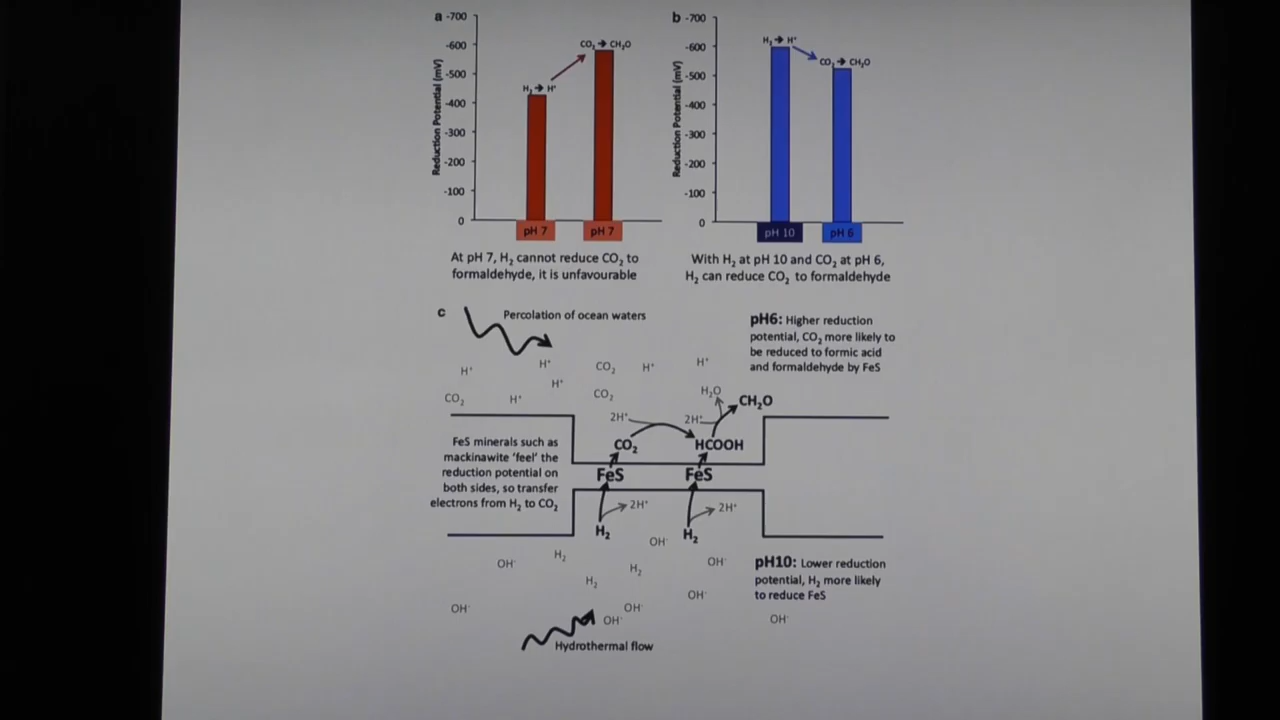 a
-700
-600
-500
-400
-300
-200
-100
0
Reduction Potential (mV)
H₂ → H⁺
CO₂ → CH₂O
pH 7
pH 7
At pH 7, H₂ cannot reduce CO₂ to
formaldehyde, it is unfavourable
b
-700
-600
-500
-400
-300
-200
-100
0
Reduction Potential (mV)
H₂ → H⁺
CO₂ → CH₂O
pH 10
pH 6
With H₂ at pH 10 and CO₂ at pH 6,
H₂ can reduce CO₂ to formaldehyde
c
Percolation of ocean waters
pH6: Higher reduction
potential, CO₂ more likely to
be reduced to formic acid
and formaldehyde by FeS
H⁺ H⁺ H⁺ CO₂ H⁺ H⁺
CO₂ H⁺ CO₂ H₂O CH₂O
2H⁺ 2H⁺
CO₂ HCOOH
FeS minerals such as
mackinawite 'feel' the
reduction potential on
both sides, so transfer
electrons from H₂ to CO₂
FeS FeS
2H⁺ 2H⁺
H₂ H₂
OH⁻
OH⁻ H₂ H₂ OH⁻
H₂ OH⁻
OH⁻ OH⁻ OH⁻ OH⁻
pH10: Lower reduction
potential, H₂ more likely
to reduce FeS
Hydrothermal flow